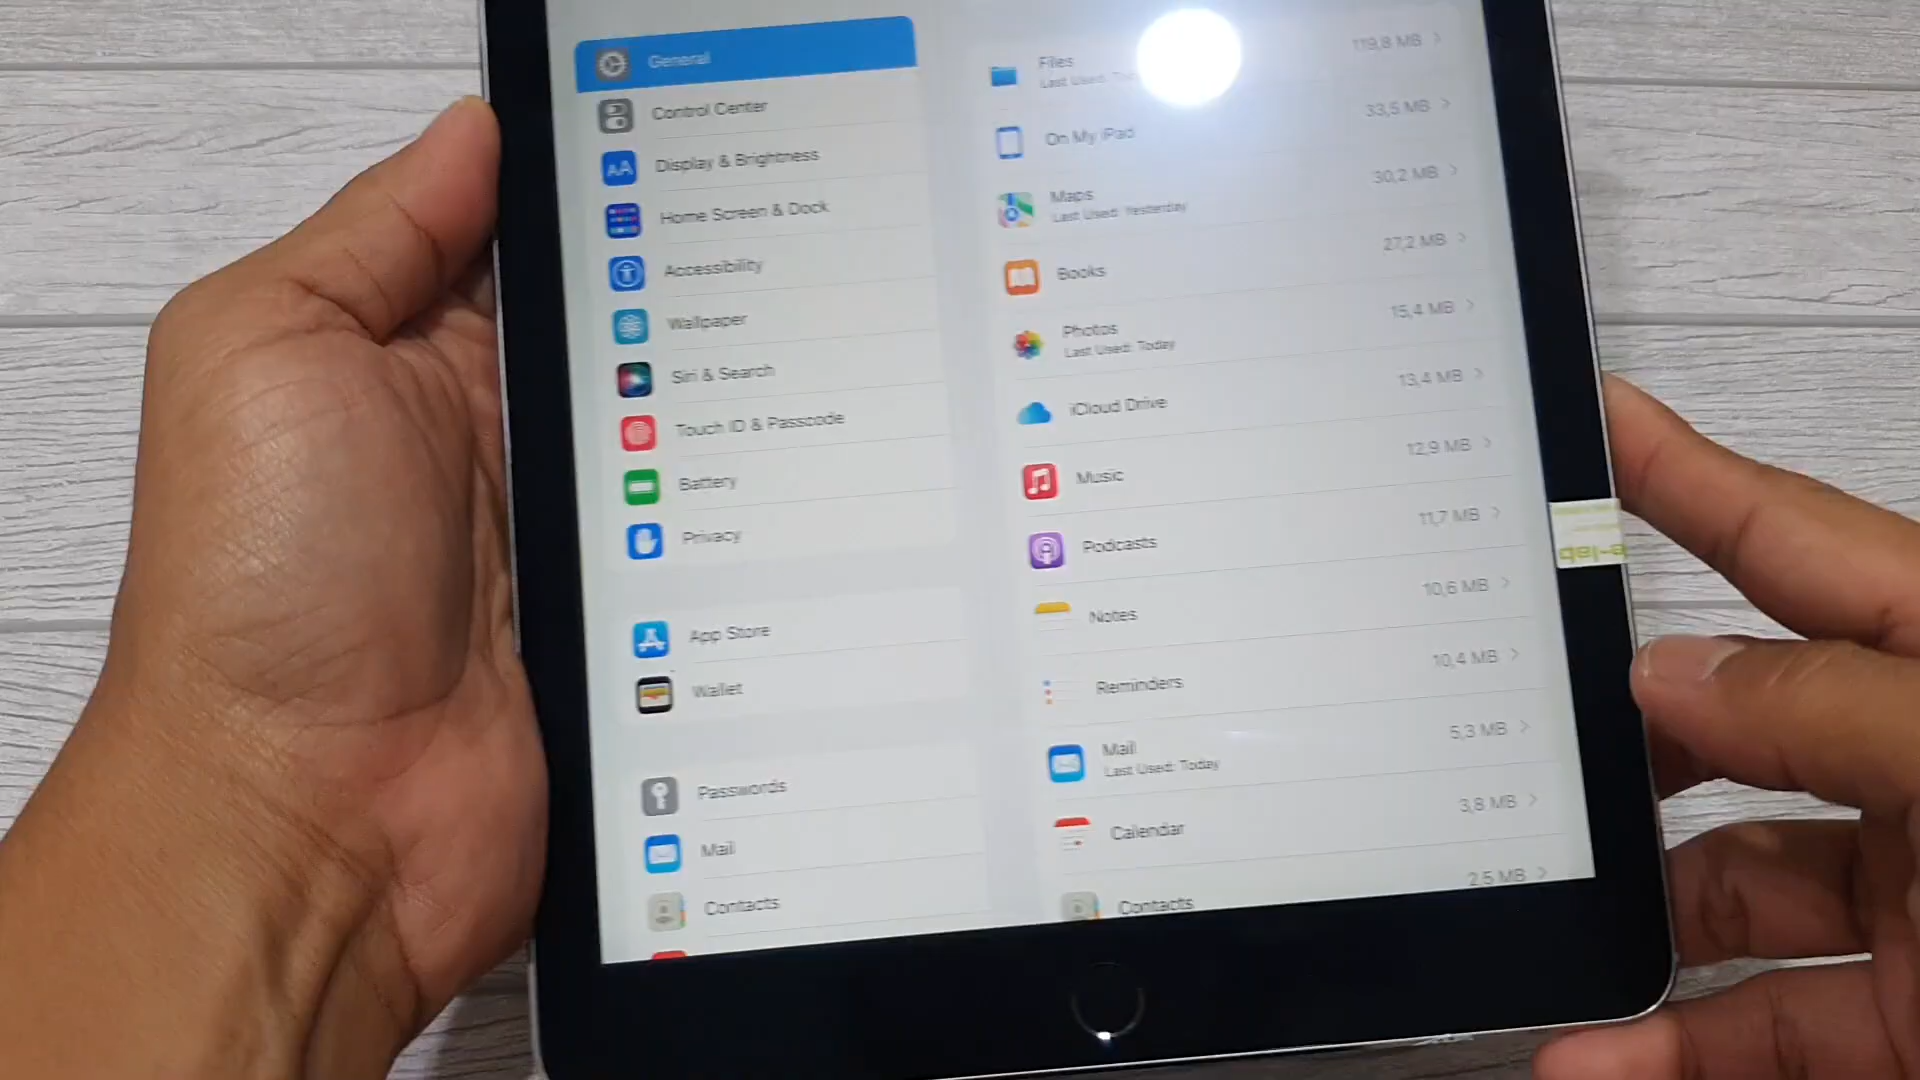 General
Control Center
Display & Brightness
Home Screen & Dock
Accessibility
Wallpaper
Siri & Search
Touch ID & Passcode
Battery
Privacy
App Store
Wallet
Passwords
Mail
Contacts
Files
119,8 MB
Last Used:
On My iPad
33,5 MB
Maps
30,2 MB
Last Used: Yesterday
Books
27,2 MB
Photos
15,4 MB
Last Used: Today
iCloud Drive
13,4 MB
Music
12,9 MB
Podcasts
11,7 MB
Notes
10,6 MB
Reminders
10,4 MB
Mail
5,3 MB
Last Used: Today
Calendar
3,8 MB
Contacts
2,5 MB
e-lab